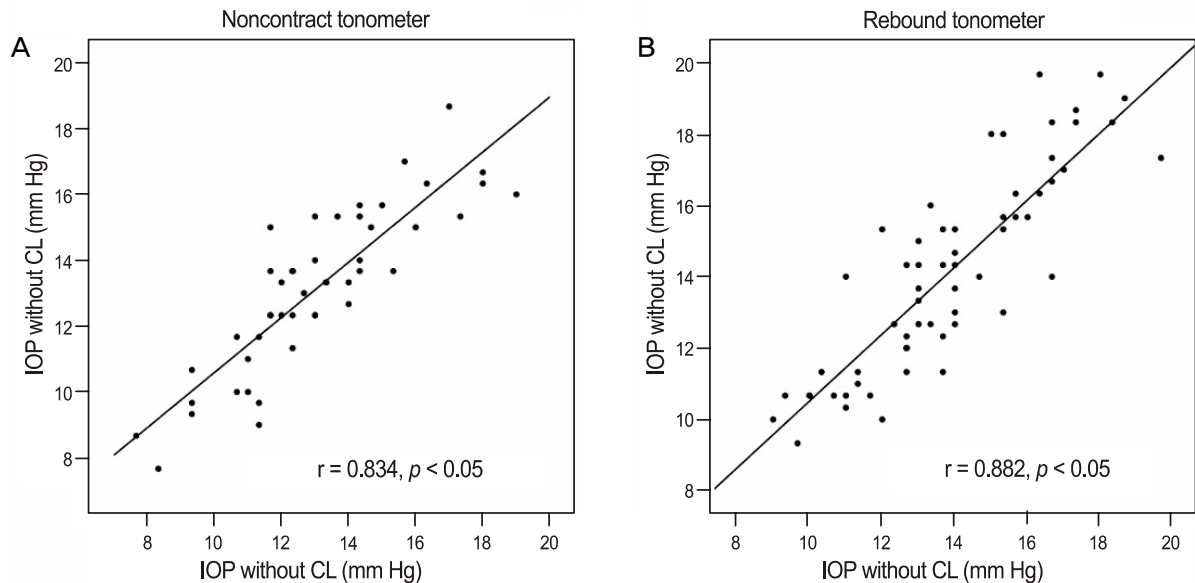 Noncontract tonometer
A
20
18
16
14
12
10
8
IOP without CL (mm Hg)
r = 0.834, p < 0.05
8 10 12 14 16 18 20
IOP without CL (mm Hg)
Rebound tonometer
B
20
18
16
14
12
10
8
IOP without CL (mm Hg)
r = 0.882, p < 0.05
8 10 12 14 16 18 20
IOP without CL (mm Hg)